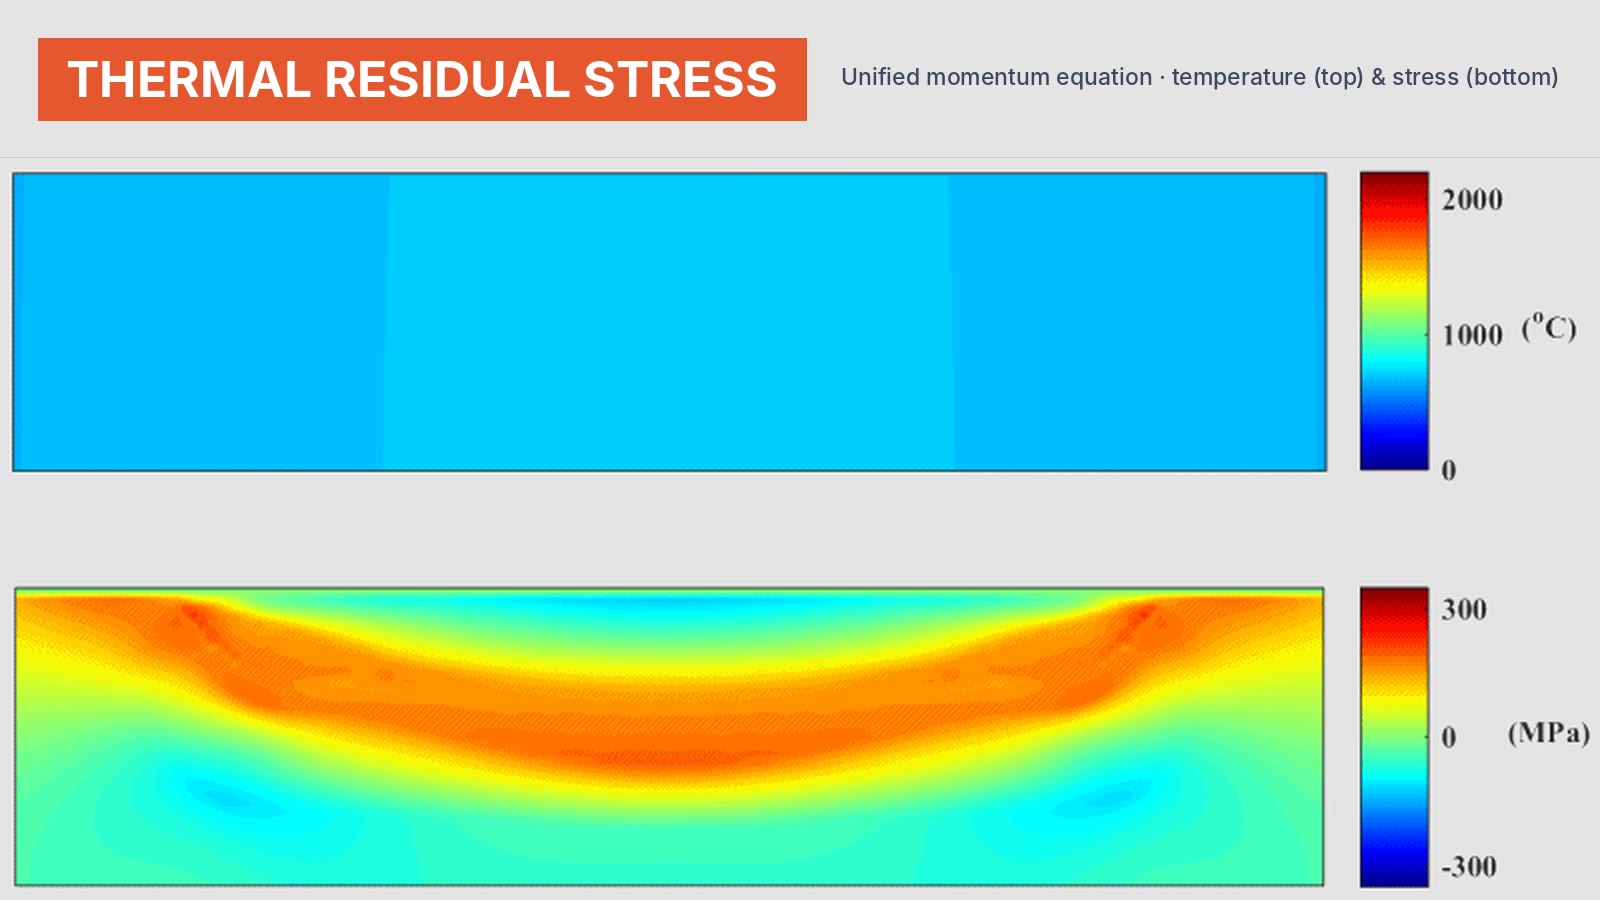 THERMAL RESIDUAL STRESS
Unified momentum equation · temperature (top) & stress (bottom)
2000
1000 (°C)
0
300
0 (MPa)
-300